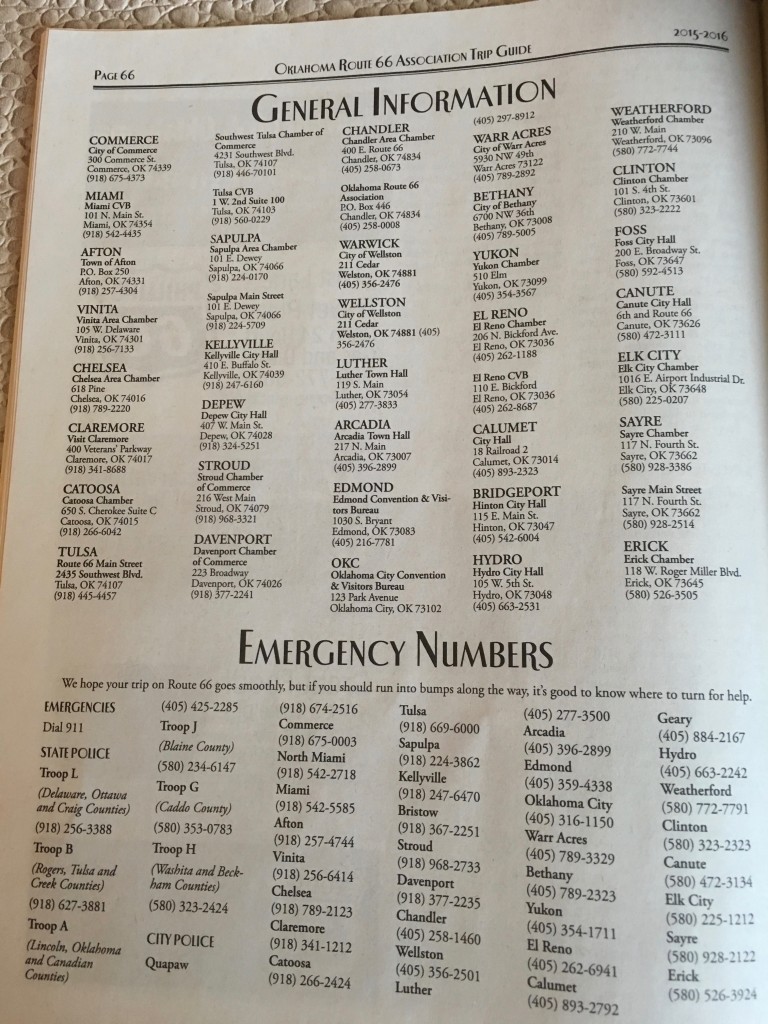 PAGE 66
OKLAHOMA ROUTE 66 ASSOCIATION TRIP GUIDE
2015-2016
GENERAL INFORMATION
COMMERCE
City of Commerce
300 Commerce St.
Commerce, OK 74339
(918) 675-4373
MIAMI
Miami CVB
101 N. Main St.
Miami, OK 74354
(918) 542-4435
AFTON
Town of Afton
P.O. Box 250
Afton, OK 74331
(918) 257-4304
VINITA
Vinita Area Chamber
105 W. Delaware
Vinita, OK 74301
(918) 256-7133
CHELSEA
Chelsea Area Chamber
618 Pine
Chelsea, OK 74016
(918) 789-2220
CLAREMORE
Visit Claremore
400 Veterans' Parkway
Claremore, OK 74017
(918) 341-8688
CATOOSA
Catoosa Chamber
650 S. Cherokee Suite C
Catoosa, OK 74015
(918) 266-6042
TULSA
Route 66 Main Street
2435 Southwest Blvd.
Tulsa, OK 74107
(918) 445-4457
Southwest Tulsa Chamber of
Commerce
4231 Southwest Blvd.
Tulsa, OK 74107
(918) 446-70101
Tulsa CVB
1 W. 2nd Suite 100
Tulsa, OK 74103
(918) 560-0229
SAPULPA
Sapulpa Area Chamber
101 E. Dewey
Sapulpa, OK 74066
(918) 224-0170
Sapulpa Main Street
101 E. Dewey
Sapulpa, OK 74066
(918) 224-5709
KELLYVILLE
Kellyville City Hall
410 E. Buffalo St.
Kellyville, OK 74039
(918) 247-6160
DEPEW
Depew City Hall
407 W. Main St.
Depew, OK 74028
(918) 324-5251
STROUD
Stroud Chamber
of Commerce
216 West Main
Stroud, OK 74079
(918) 968-3321
DAVENPORT
Davenport Chamber
of Commerce
223 Broadway
Davenport, OK 74026
(918) 377-2241
CHANDLER
Chandler Area Chamber
400 E. Route 66
Chandler, OK 74834
(405) 258-0673
Oklahoma Route 66
Association
P.O. Box 446
Chandler, OK 74834
(405) 258-0008
WARWICK
City of Wellston
211 Cedar
Welston, OK 74881
(405) 356-2476
WELLSTON
City of Wellston
211 Cedar
Welston, OK 74881 (405)
356-2476
LUTHER
Luther Town Hall
119 S. Main
Luther, OK 73054
(405) 277-3833
ARCADIA
Arcadia Town Hall
217 N. Main
Arcadia, OK 73007
(405) 396-2899
EDMOND
Edmond Convention & Visi-
tors Bureau
1030 S. Bryant
Edmond, OK 73083
(405) 216-7781
OKC
Oklahoma City Convention
& Visitors Bureau
123 Park Avenue
Oklahoma City, OK 73102
(405) 297-8912
WARR ACRES
City of Warr Acres
5930 NW 49th
Warr Acres 73122
(405) 789-2892
BETHANY
City of Bethany
6700 NW 36th
Bethany, OK 73008
(405) 789-5005
YUKON
Yukon Chamber
510 Elm
Yukon, OK 73099
(405) 354-3567
EL RENO
El Reno Chamber
206 N. Bickford Ave.
El Reno, OK 73036
(405) 262-1188
El Reno CVB
110 E. Bickford
El Reno, OK 73036
(405) 262-8687
CALUMET
City Hall
18 Railroad 2
Calumet, OK 73014
(405) 893-2323
BRIDGEPORT
Hinton City Hall
115 E. Main St.
Hinton, OK 73047
(405) 542-6004
HYDRO
Hydro City Hall
105 W. 5th St.
Hydro, OK 73048
(405) 663-2531
WEATHERFORD
Weatherford Chamber
210 W. Main
Weatherford, OK 73096
(580) 772-7744
CLINTON
Clinton Chamber
101 S. 4th St.
Clinton, OK 73601
(580) 323-2222
FOSS
Foss City Hall
200 E. Broadway St.
Foss, OK 73647
(580) 592-4513
CANUTE
Canute City Hall
6th and Route 66
Canute, OK 73626
(580) 472-3111
ELK CITY
Elk City Chamber
1016 E. Airport Industrial Dr.
Elk City, OK 73648
(580) 225-0207
SAYRE
Sayre Chamber
117 N. Fourth St.
Sayre, OK 73662
(580) 928-3386
Sayre Main Street
117 N. Fourth St.
Sayre, OK 73662
(580) 928-2514
ERICK
Erick Chamber
118 W. Roger Miller Blvd.
Erick, OK 73645
(580) 526-3505
EMERGENCY NUMBERS
We hope your trip on Route 66 goes smoothly, but if you should run into bumps along the way, it's good to know where to turn for help.
EMERGENCIES
Dial 911
STATE POLICE
Troop L
(Delaware, Ottawa
and Craig Counties)
(918) 256-3388
Troop B
(Rogers, Tulsa and
Creek Counties)
(918) 627-3881
Troop A
(Lincoln, Oklahoma
and Canadian
Counties)
(405) 425-2285
Troop J
(Blaine County)
(580) 234-6147
Troop G
(Caddo County)
(580) 353-0783
Troop H
(Washita and Beck-
ham Counties)
(580) 323-2424
CITY POLICE
Quapaw
(918) 674-2516
Commerce
(918) 675-0003
North Miami
(918) 542-2718
Miami
(918) 542-5585
Afton
(918) 257-4744
Vinita
(918) 256-6414
Chelsea
(918) 789-2123
Claremore
(918) 341-1212
Catoosa
(918) 266-2424
Tulsa
(918) 669-6000
Sapulpa
(918) 224-3862
Kellyville
(918) 247-6470
Bristow
(918) 367-2251
Stroud
(918) 968-2733
Davenport
(918) 377-2235
Chandler
(405) 258-1460
Wellston
(405) 356-2501
Luther
(405) 277-3500
Arcadia
(405) 396-2899
Edmond
(405) 359-4338
Oklahoma City
(405) 316-1150
Warr Acres
(405) 789-3329
Bethany
(405) 789-2323
Yukon
(405) 354-1711
El Reno
(405) 262-6941
Calumet
(405) 893-2792
Geary
(405) 884-2167
Hydro
(405) 663-2242
Weatherford
(580) 772-7791
Clinton
(580) 323-2323
Canute
(580) 472-3134
Elk City
(580) 225-1212
Sayre
(580) 928-2122
Erick
(580) 526-3924